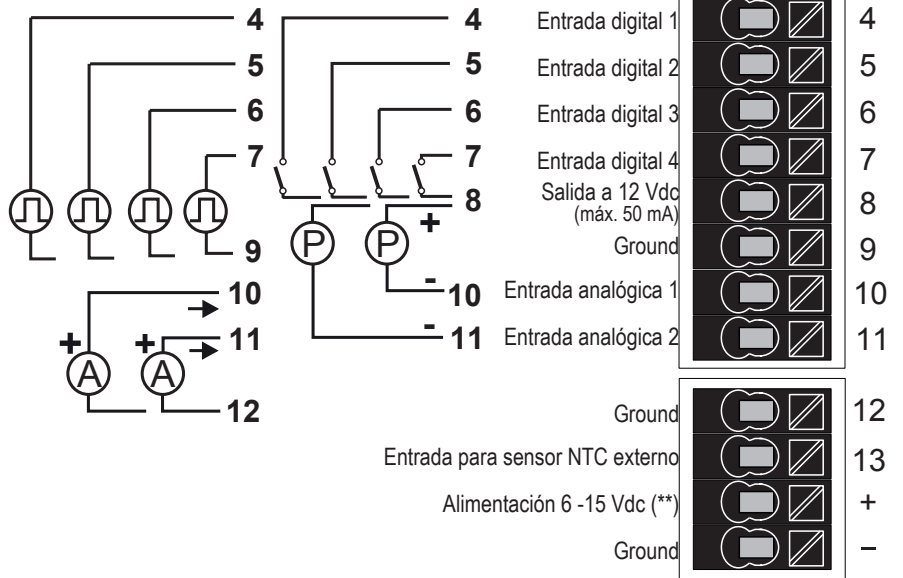 4 4 Entrada digital 1 4
5 5 Entrada digital 2 5
6 6 Entrada digital 3 6
7 7 Entrada digital 4 7
8 Salida a 12 Vdc 8
(máx. 50 mA)
+
P P
9 Ground 9
-
10 10 Entrada analógica 1 10
-
11 11 Entrada analógica 2 11
+ +
A A
12 Ground 12
Entrada para sensor NTC externo 13
Alimentación 6 -15 Vdc (**) +
Ground –